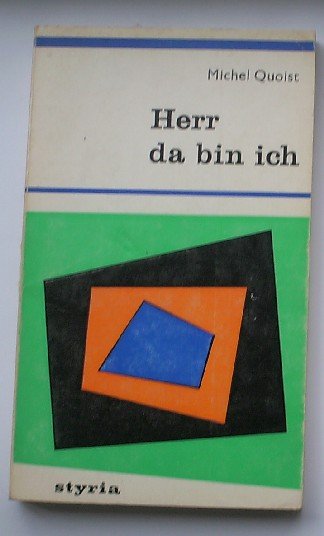 Michel Quoist
Herr
da bin ich
styria